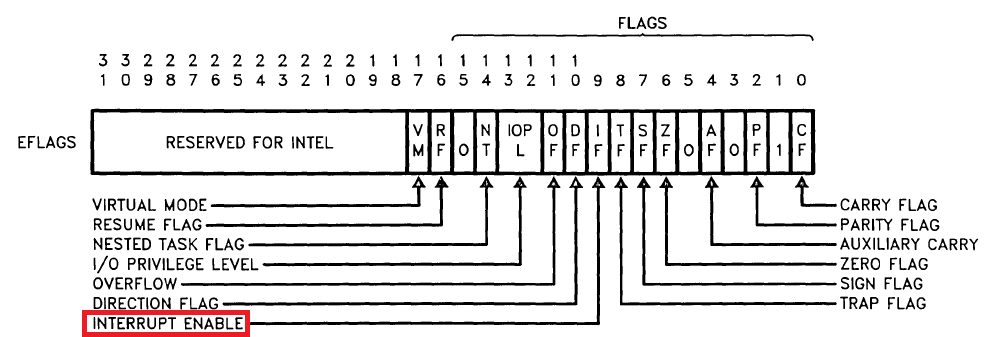 FLAGS
3 3 2 2 2 2 2 2 2 2 2 2 1 1 1 1 1 1 1 1 1 1
1 0 9 8 7 6 5 4 3 2 1 0 9 8 7 6 5 4 3 2 1 0 9 8 7 6 5 4 3 2 1 0
EFLAGS RESERVED FOR INTEL V R 0 N IOP O D I T S Z 0 A 0 P 1 C
M F T L F F F F F F F F F
VIRTUAL MODE CARRY FLAG
RESUME FLAG PARITY FLAG
NESTED TASK FLAG AUXILIARY CARRY
I/O PRIVILEGE LEVEL ZERO FLAG
OVERFLOW SIGN FLAG
DIRECTION FLAG TRAP FLAG
INTERRUPT ENABLE